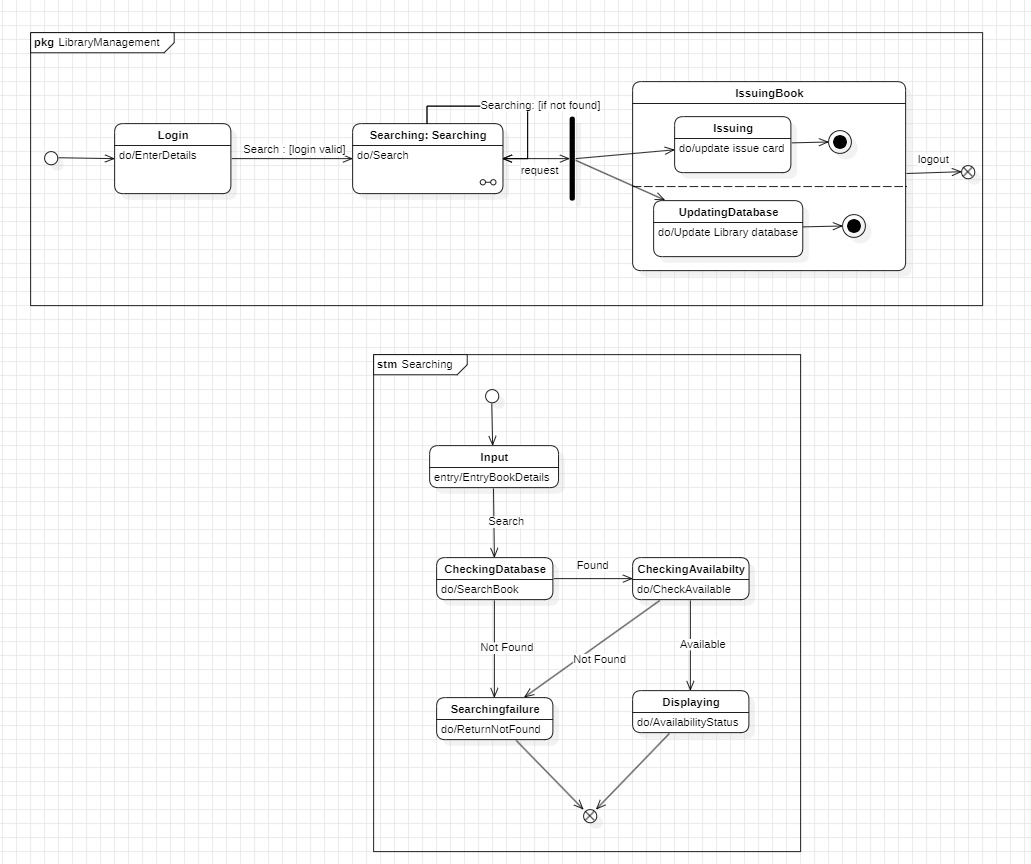 pkg LibraryManagement
IssuingBook
Searching: [if not found]
Login
do/EnterDetails
Search : [login valid]
Searching: Searching
do/Search
request
Issuing
do/update issue card
logout
UpdatingDatabase
do/Update Library database
stm Searching
Input
entry/EntryBookDetails
Search
CheckingDatabase
do/SearchBook
Found
CheckingAvailabilty
do/CheckAvailable
Not Found
Not Found
Available
Searchingfailure
do/ReturnNotFound
Displaying
do/AvailabilityStatus